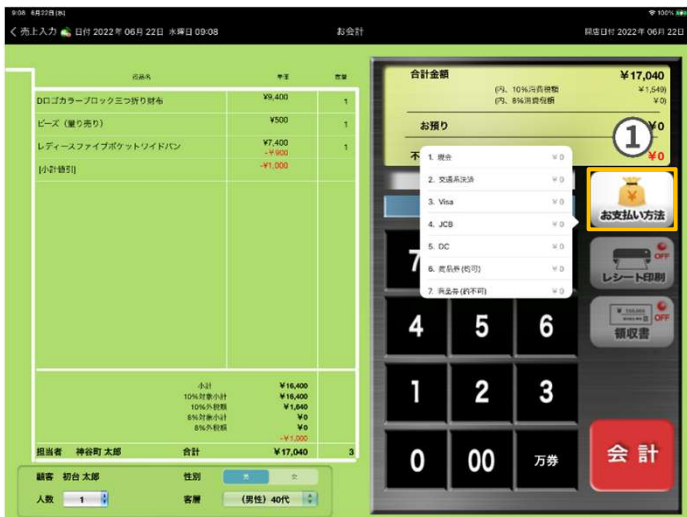 9:08 6月22日(水)
100%
く 売上入力 日付 2022年06月22日 水曜日 09:08 お会計 開店日付 2022年06月22日
商品名 単価 数量
Dロゴカラーブロック三つ折り財布 ¥9,400 1
ビーズ（量り売り） ¥500 1
レディースファイブポケットワイドパン ¥7,400 1
-¥900
[小計値引] -¥1,000
小計 ¥16,400
10%対象小計 ¥16,400
10%外税額 ¥1,640
8%対象小計 ¥0
8%外税額 ¥0
-¥1,000
担当者 神谷町 太郎 合計 ¥17,040 3
顧客 初台 太郎 性別 男 女
人数 1 客層 (男性) 40代
合計金額 ¥17,040
(内、10%消費税額 ¥1,549)
(内、8%消費税額 ¥0)
お預り ¥0
不 ¥0
1
1. 現金 ¥0
2. 交通系決済 ¥0
3. Visa ¥0
4. JCB ¥0
5. DC ¥0
6. 商品券(釣可) ¥0
7. 商品券(釣不可) ¥0
お支払い方法
OFF
レシート印刷
OFF
領収書
7
4 5 6
1 2 3
0 00 万券
会計